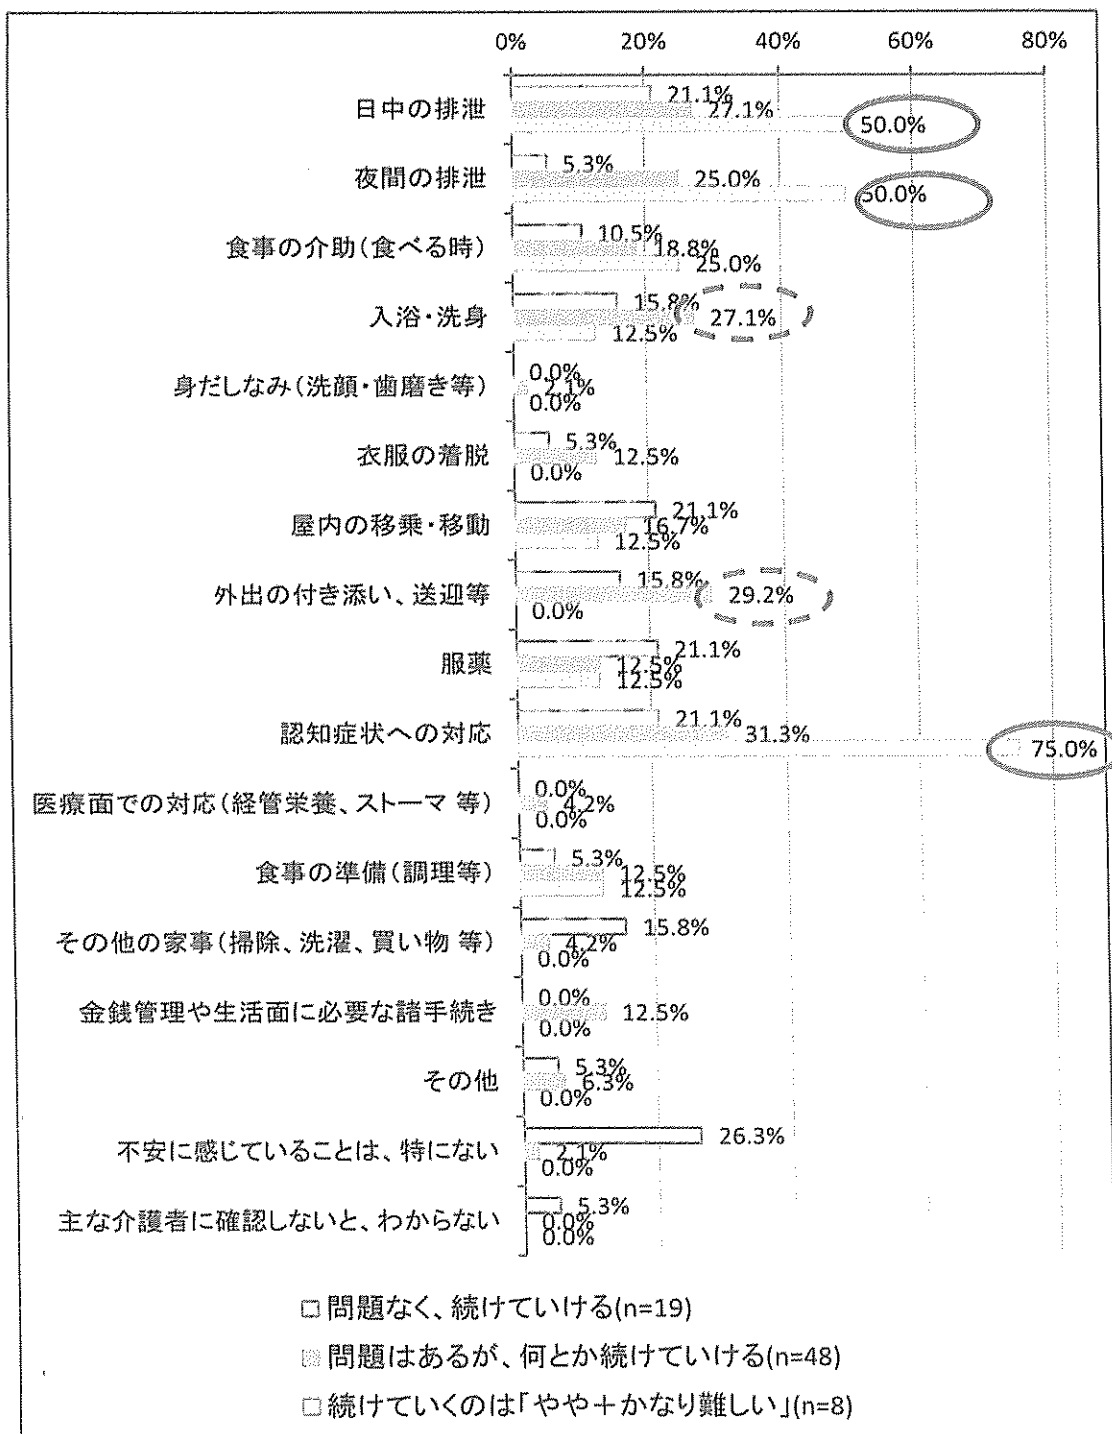 0% 20% 40% 60% 80%
日中の排泄
21.1%
27.1%
50.0%
夜間の排泄
5.3%
25.0%
50.0%
食事の介助(食べる時)
10.5%
18.8%
25.0%
入浴・洗身
15.8%
27.1%
12.5%
身だしなみ(洗顔・歯磨き等)
0.0%
2.1%
0.0%
衣服の着脱
5.3%
12.5%
0.0%
屋内の移乗・移動
21.1%
16.7%
12.5%
外出の付き添い、送迎等
15.8%
29.2%
0.0%
服薬
21.1%
12.5%
12.5%
認知症状への対応
21.1%
31.3%
75.0%
医療面での対応(経管栄養、ストーマ 等)
0.0%
4.2%
0.0%
食事の準備(調理等)
5.3%
12.5%
12.5%
その他の家事(掃除、洗濯、買い物 等)
15.8%
4.2%
0.0%
金銭管理や生活面に必要な諸手続き
0.0%
12.5%
0.0%
その他
5.3%
6.3%
0.0%
不安に感じていることは、特にない
26.3%
2.1%
0.0%
主な介護者に確認しないと、わからない
5.3%
0.0%
0.0%
問題なく、続けていける(n=19)
問題はあるが、何とか続けていける(n=48)
続けていくのは「やや+かなり難しい」(n=8)